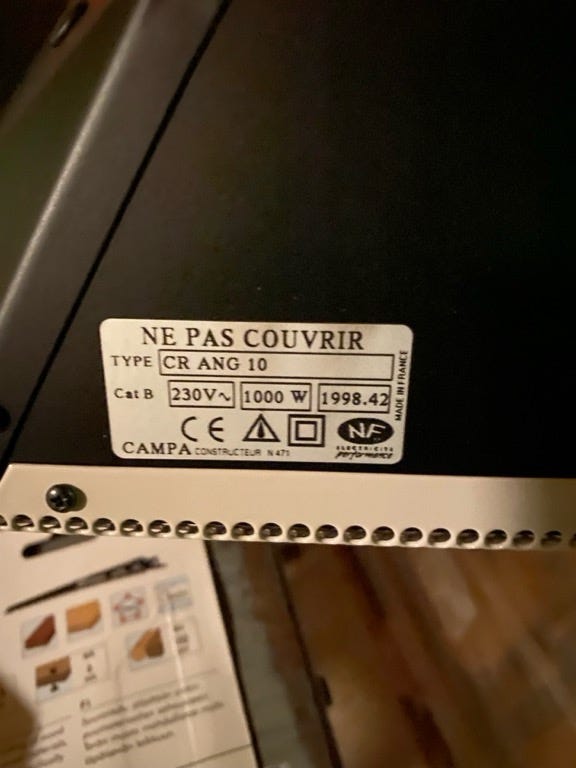 NE PAS COUVRIR
TYPE CR ANG 10
Cat B 230V∿ 1000 W 1998.42
MADE IN FRANCE
CE NF
ELECTRICITE
performance
CAMPA CONSTRUCTEUR N 471